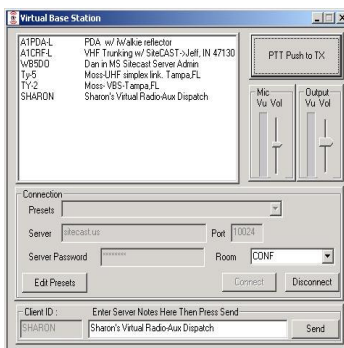 Virtual Base Station
A1PDA-L PDA w/ iWalkie reflector
A1CRF-L VHF Trunking w/ SiteCAST->Jeff, IN 47130
WB5DO Dan in MS Sitecast Server Admin
Ty-5 Moss-UHF simplex link. Tampa,FL
TY-2 Moss- VBS-Tampa,FL
SHARON Sharon's Virtual Radio-Aux Dispatch
PTT Push to TX
Mic Output
Vu Vol Vu Vol
Connection
Presets
Server sitecast.us Port 10024
Server Password ******** Room CONF
Edit Presets Connect Disconnect
Client ID : Enter Server Notes Here Then Press Send
SHARON Sharon's Virtual Radio-Aux Dispatch Send